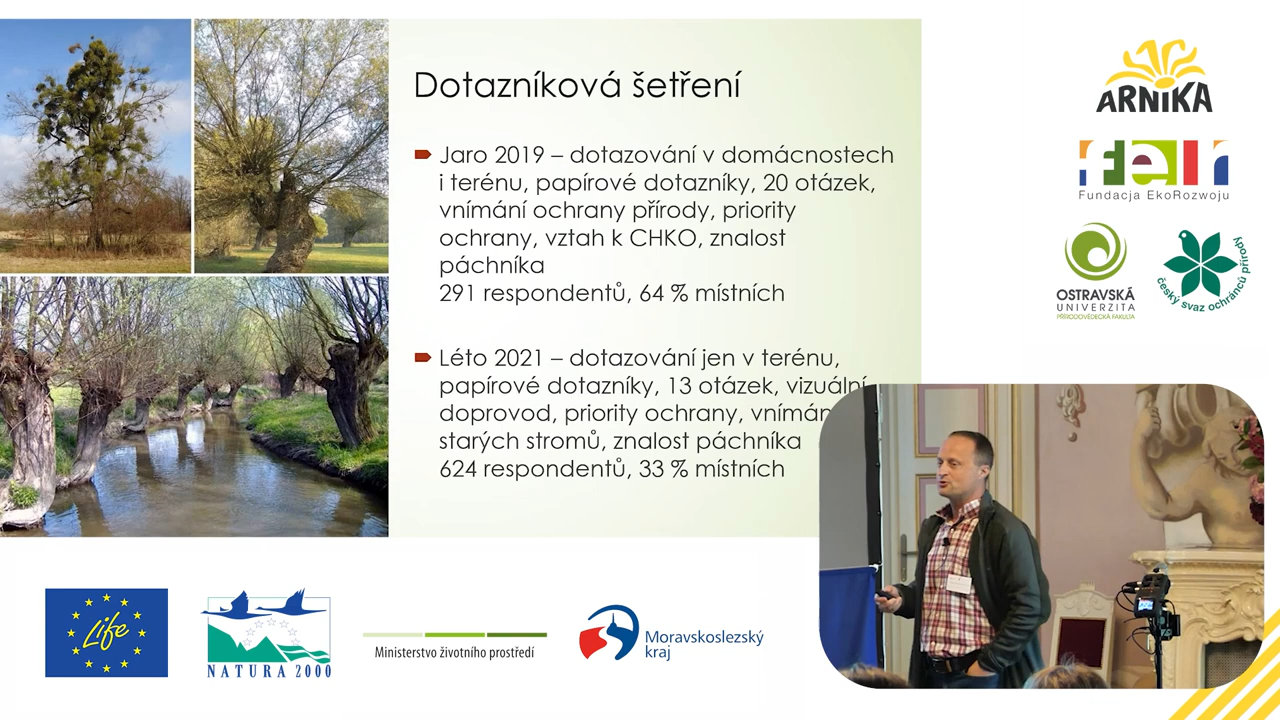 Dotazníková šetření
Jaro 2019 – dotazování v domácnostech
i terénu, papírové dotazníky, 20 otázek,
vnímání ochrany přírody, priority
ochrany, vztah k CHKO, znalost
páchníka
291 respondentů, 64 % místních
Léto 2021 – dotazování jen v terénu,
papírové dotazníky, 13 otázek, vizuální
doprovod, priority ochrany,
starých stromů, znalost páchníka
624 respondentů, 33 % místních
ARNIKA
feri
Fundacja EkoRozwoju
OSTRAVSKÁ
UNIVERZITA
PŘÍRODOVĚDECKÁ FAKULTA
český svaz ochránců přírody
Life
NATURA 2000
Ministerstvo životního prostředí
Moravskoslezský
kraj